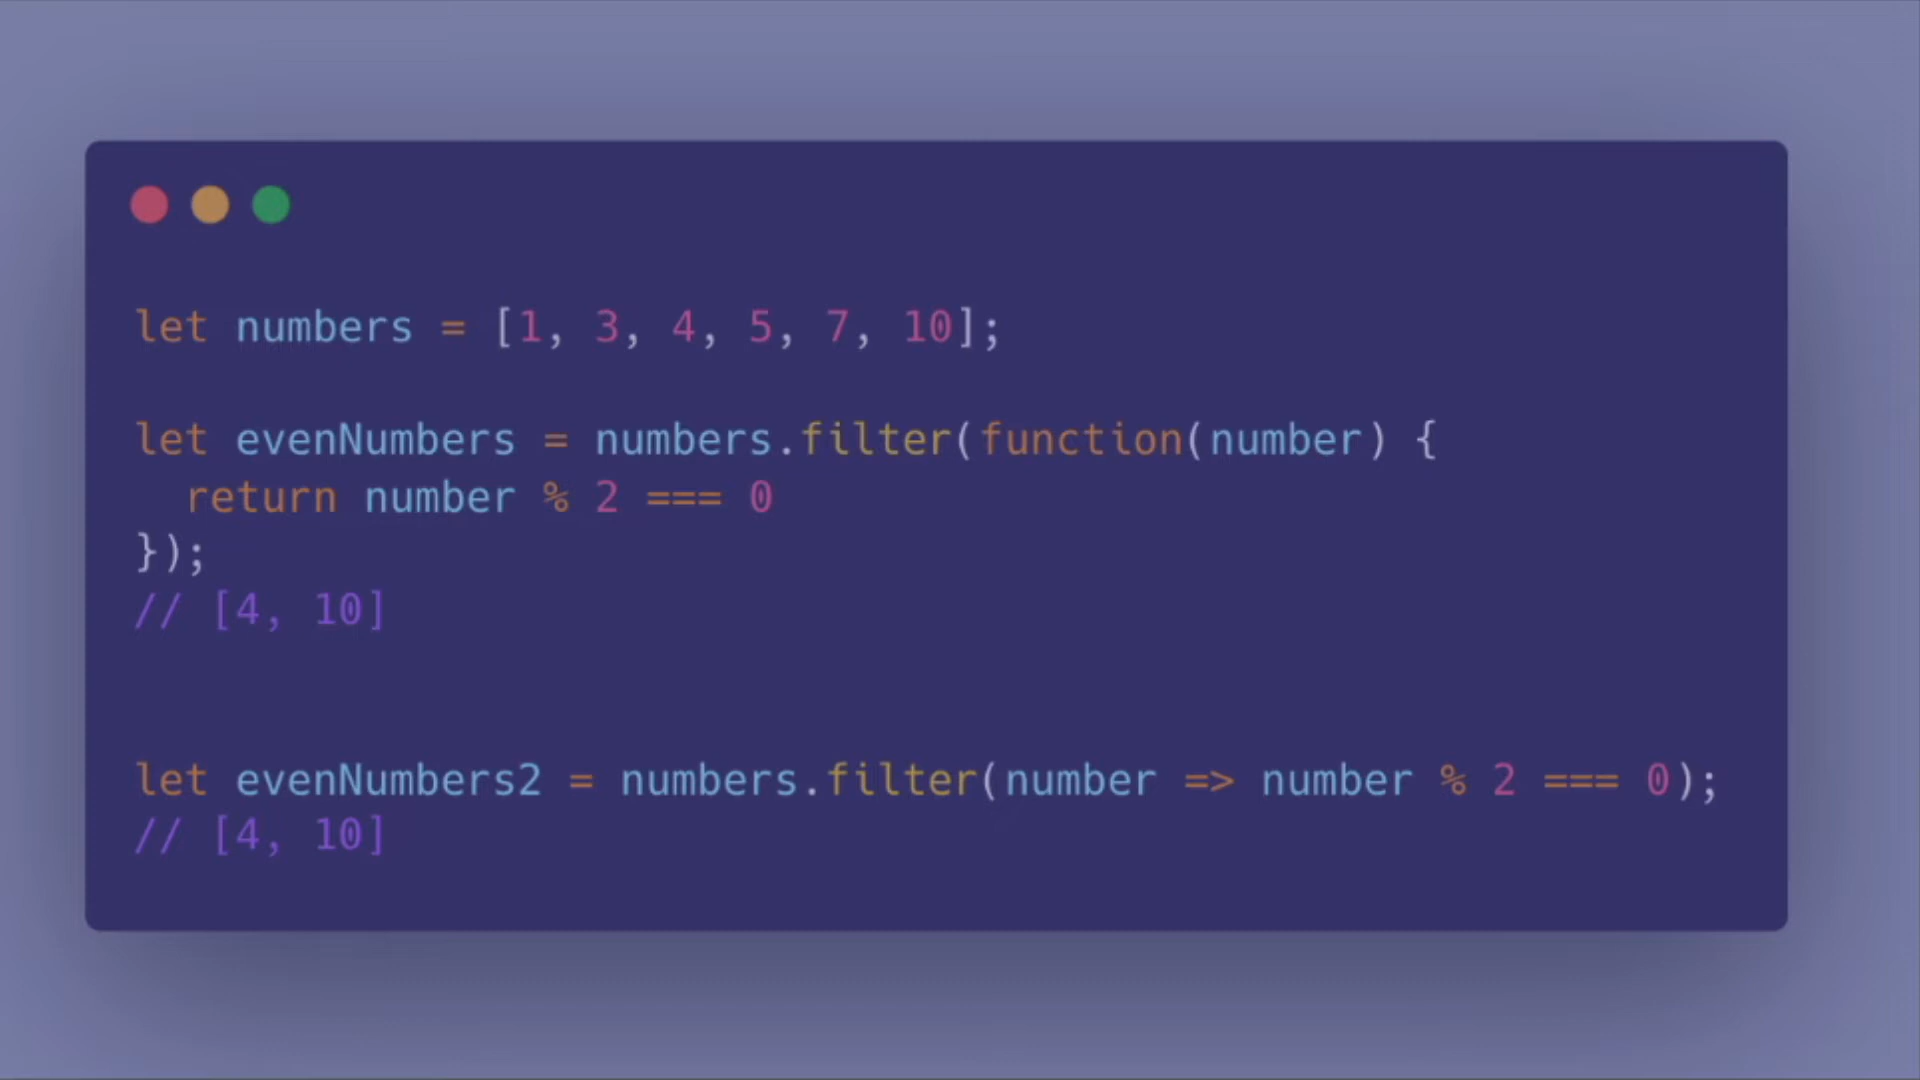 let numbers = [1, 3, 4, 5, 7, 10];
let evenNumbers = numbers.filter(function(number) {
  return number % 2 === 0
});
// [4, 10]
let evenNumbers2 = numbers.filter(number => number % 2 === 0);
// [4, 10]